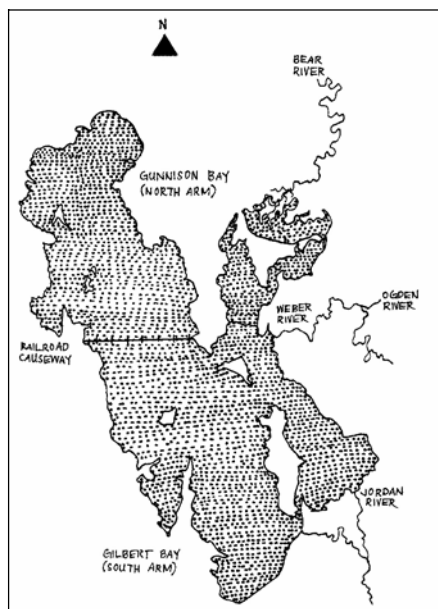 N
BEAR
RIVER
GUNNISON BAY
(NORTH ARM)
WEBER
RIVER
OGDEN
RIVER
RAILROAD
CAUSEWAY
JORDAN
RIVER
GILBERT BAY
(SOUTH ARM)